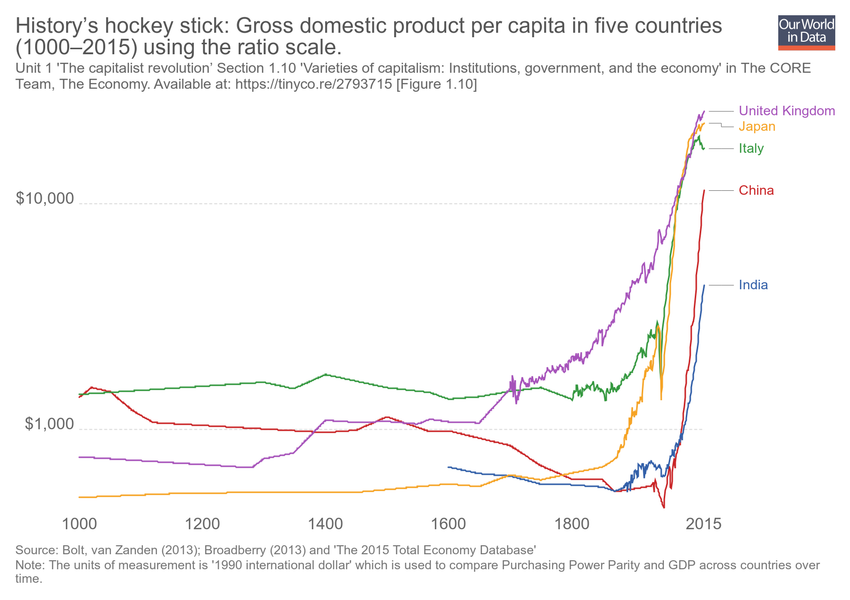 History's hockey stick: Gross domestic product per capita in five countries
(1000–2015) using the ratio scale.
Our World
in Data
Unit 1 'The capitalist revolution' Section 1.10 'Varieties of capitalism: Institutions, government, and the economy' in The CORE
Team, The Economy. Available at: https://tinyco.re/2793715 [Figure 1.10]
United Kingdom
Japan
Italy
China
India
$10,000
$1,000
1000
1200
1400
1600
1800
2015
Source: Bolt, van Zanden (2013); Broadberry (2013) and 'The 2015 Total Economy Database'
Note: The units of measurement is '1990 international dollar' which is used to compare Purchasing Power Parity and GDP across countries over
time.